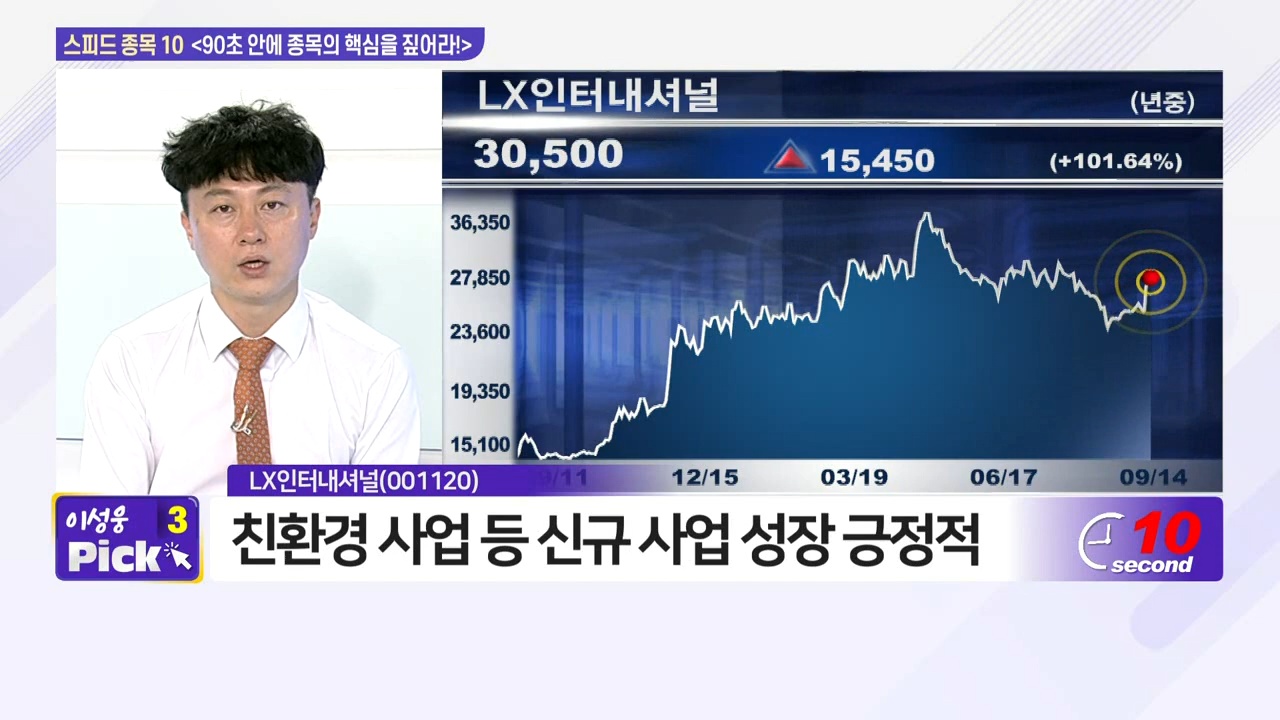 스피드 종목 10 <90초 안에 종목의 핵심을 짚어라!>
LX인터내셔널
(년중)
30,500
15,450
(+101.64%)
36,350
27,850
23,600
19,350
15,100
9/11
12/15
03/19
06/17
09/14
LX인터내셔널(001120)
이성웅 3
Pick
친환경 사업 등 신규 사업 성장 긍정적
10
second